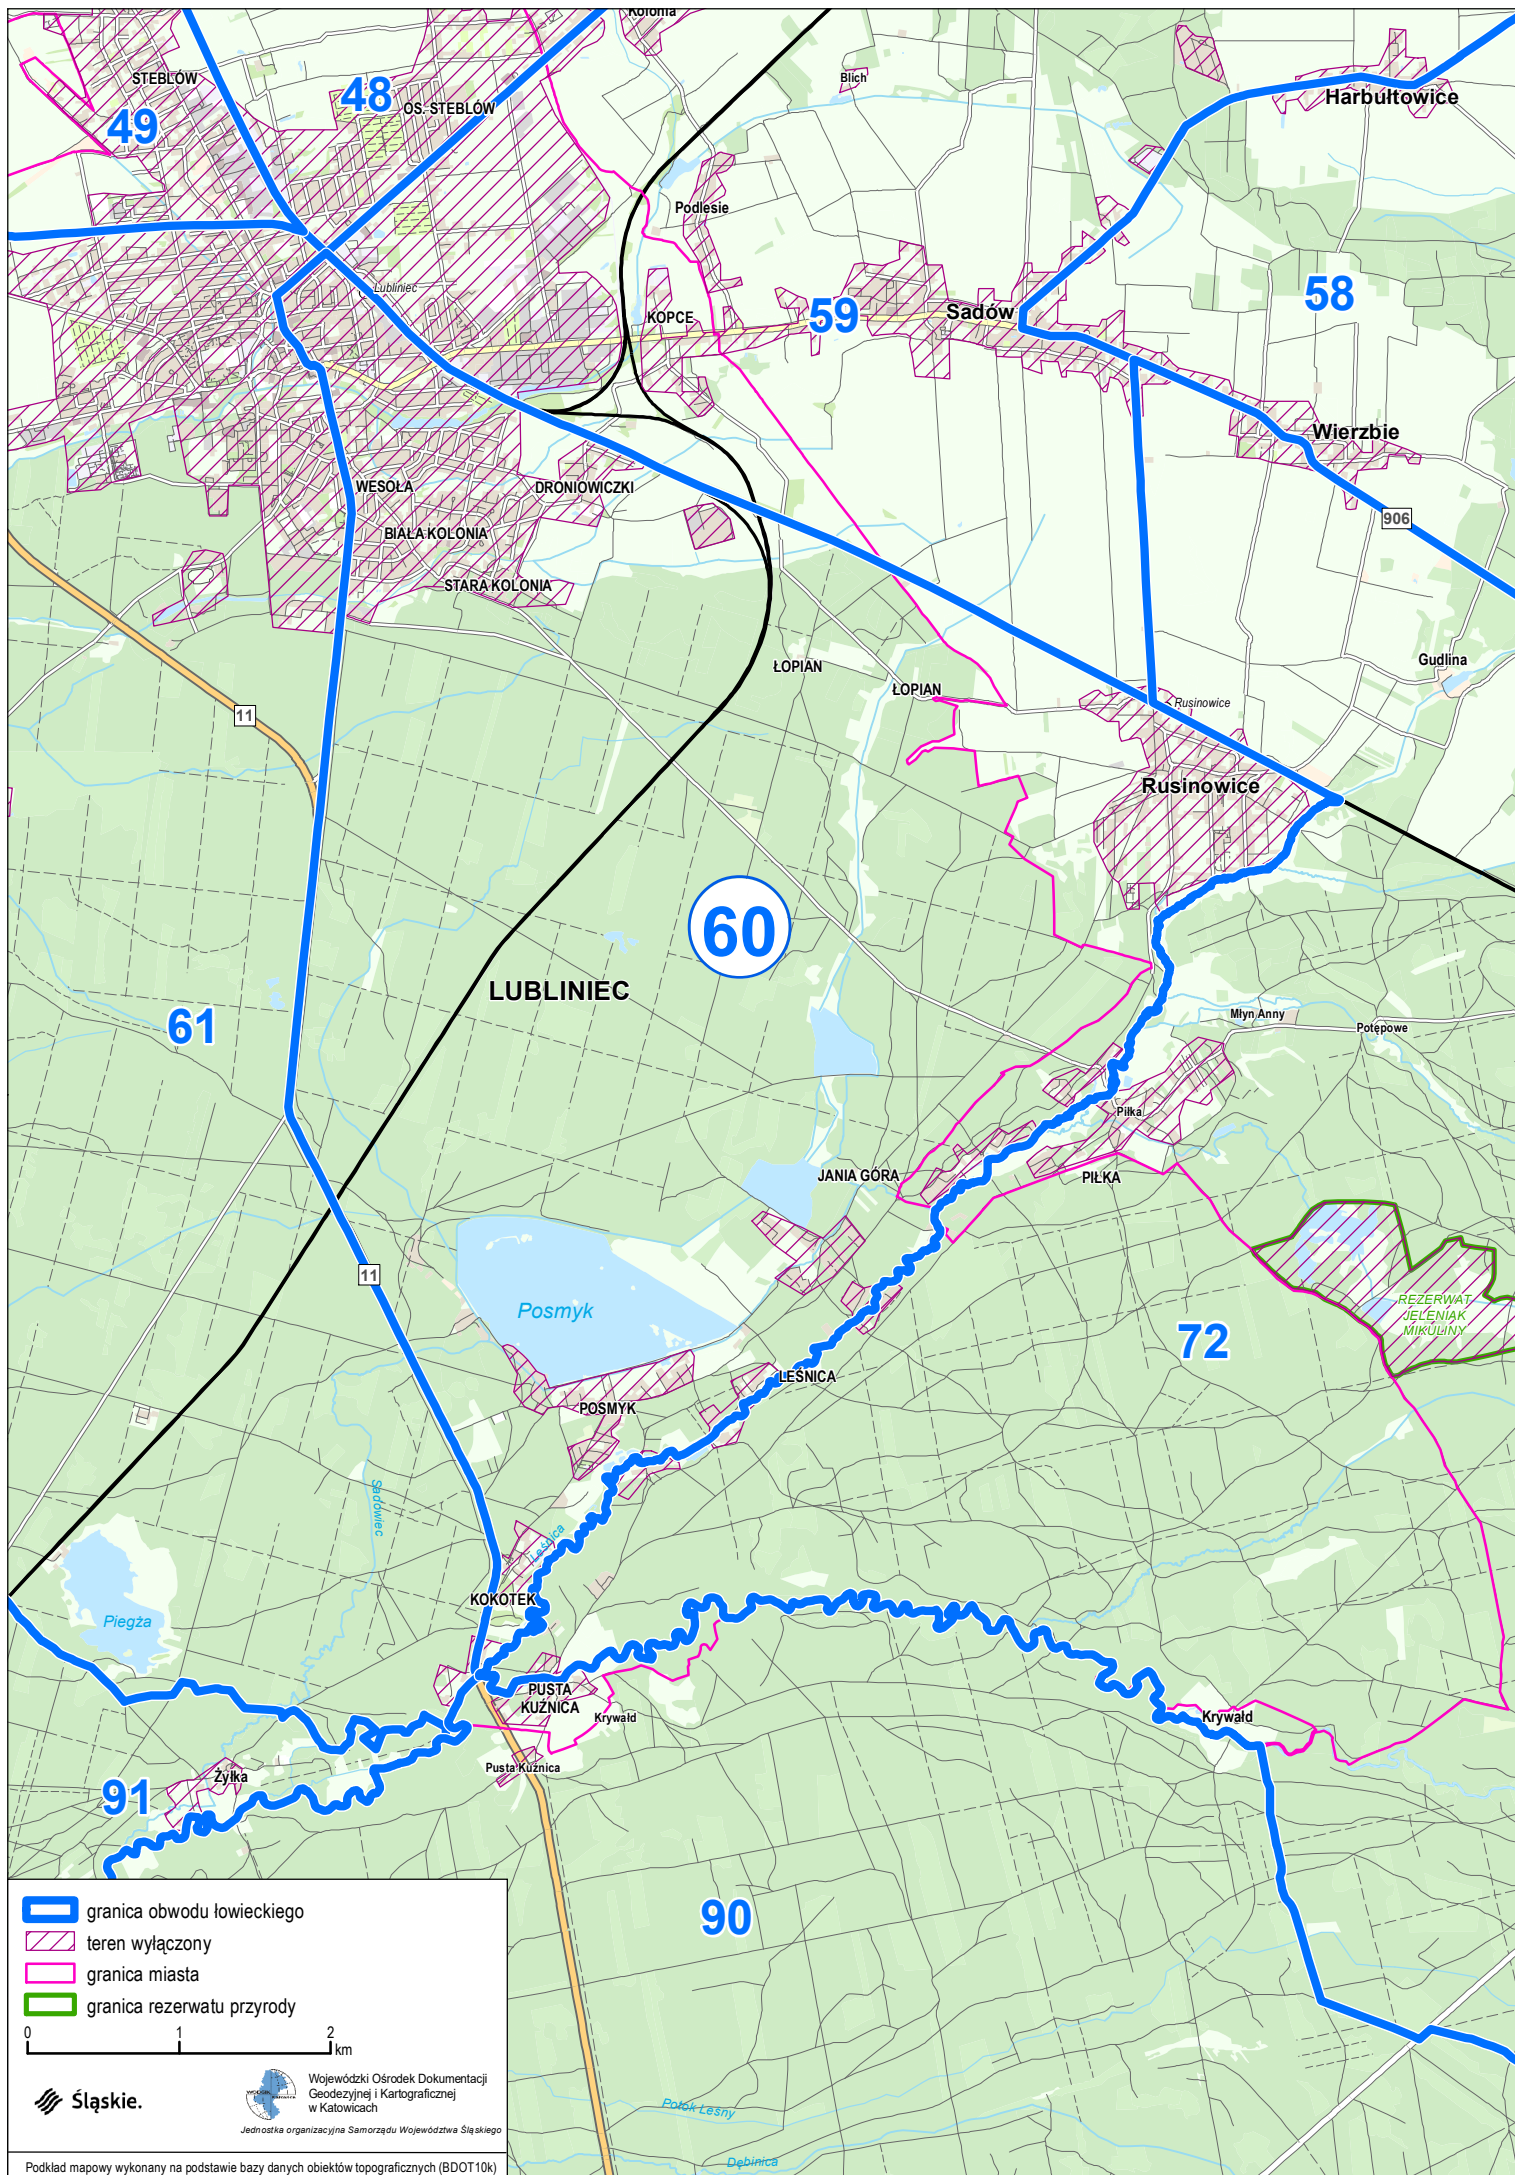 Kolonia
STEBLÓW
48
OS. STEBLÓW
Blich
Harbułtowice
49
Podlesie
Lubliniec
58
KOPCE
59
Sadów
Wierzbie
WESOŁA
DRONIOWICZKI
906
BIAŁA KOLONIA
STARA KOLONIA
ŁOPIAN
Gudlina
ŁOPIAN
Rusinowice
11
Rusinowice
60
LUBLINIEC
61
Młyn Anny
Potępowe
Piłka
JANIA GÓRA
PIŁKA
11
Posmyk
REZERWAT
JELENIAK
MIKULINY
72
LEŚNICA
POSMYK
Sadowiec
Leśnica
KOKOTEK
Piegża
PUSTA
KUŹNICA
Krywałd
Krywałd
Pusta Kuźnica
Żyłka
91
90
granica obwodu łowieckiego
teren wyłączony
granica miasta
granica rezerwatu przyrody
0 1 2
km
Śląskie.
WODGiK KATOWICE
Wojewódzki Ośrodek Dokumentacji
Geodezyjnej i Kartograficznej
w Katowicach
Jednostka organizacyjna Samorządu Województwa Śląskiego
Potok Leśny
Dębinica
Podkład mapowy wykonany na podstawie bazy danych obiektów topograficznych (BDOT10k)